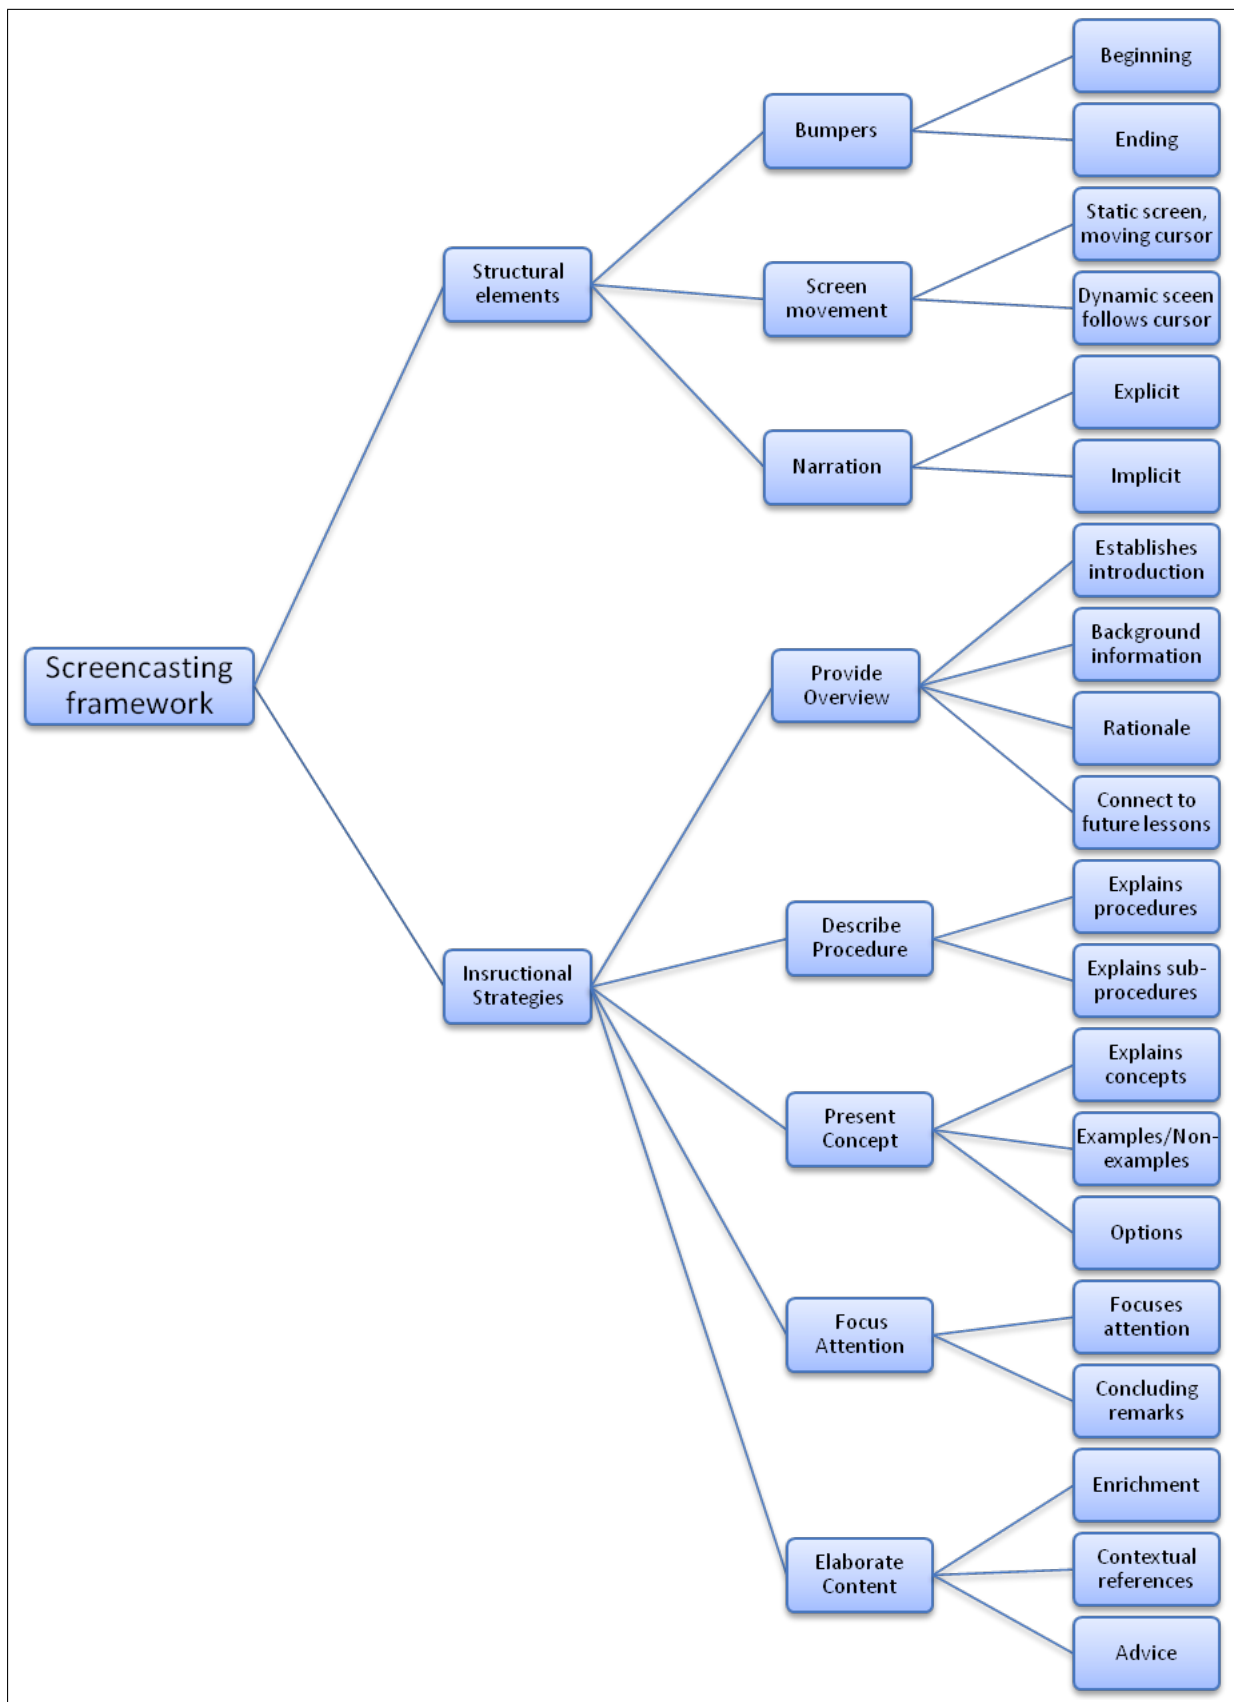 Screencasting
framework
Structural
elements
Bumpers
Beginning
Ending
Screen
movement
Static screen,
moving cursor
Dynamic sceen
follows cursor
Narration
Explicit
Implicit
Insructional
Strategies
Provide
Overview
Establishes
introduction
Background
information
Rationale
Connect to
future lessons
Describe
Procedure
Explains
procedures
Explains sub-
procedures
Present
Concept
Explains
concepts
Examples/Non-
examples
Options
Focus
Attention
Focuses
attention
Concluding
remarks
Elaborate
Content
Enrichment
Contextual
references
Advice